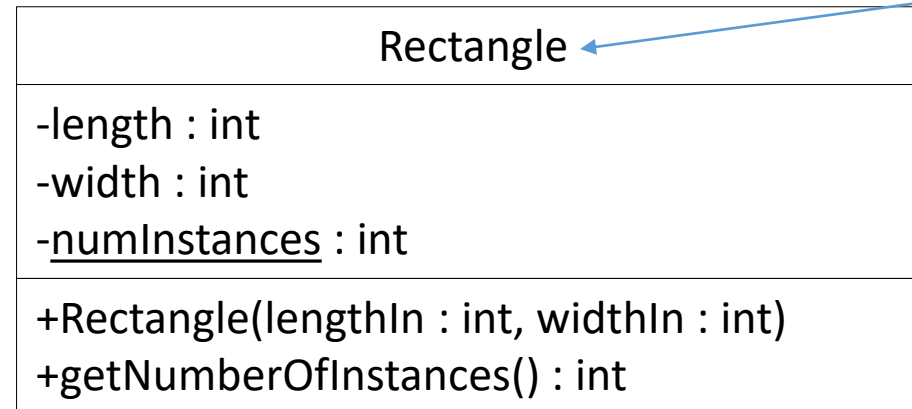 Rectangle
-length : int
-width : int
-numInstances : int
+Rectangle(lengthIn : int, widthIn : int)
+getNumberOfInstances() : int